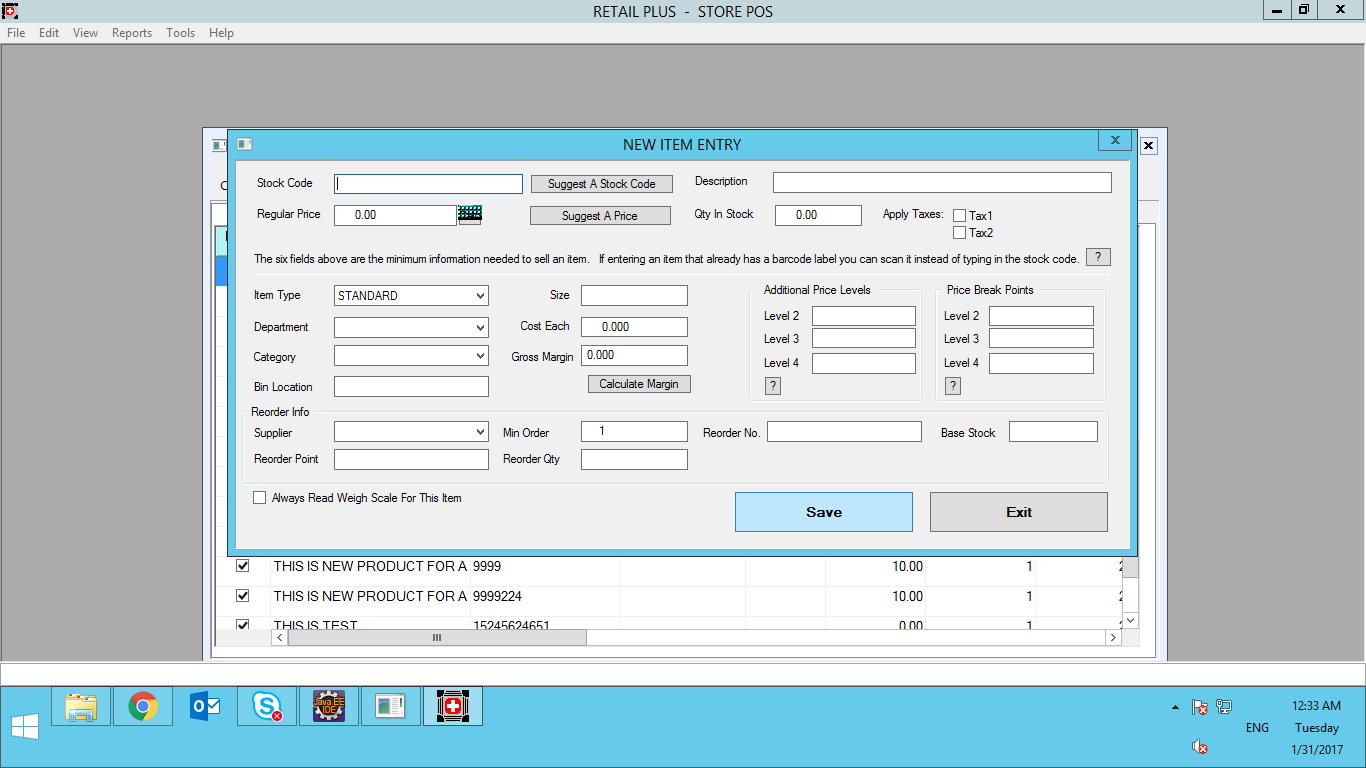 RETAIL PLUS - STORE POS
File Edit View Reports Tools Help
NEW ITEM ENTRY
Stock Code Suggest A Stock Code Description
Regular Price 0.00 Suggest A Price Qty In Stock 0.00 Apply Taxes: Tax1
Tax2
The six fields above are the minimum information needed to sell an item. If entering an item that already has a barcode label you can scan it instead of typing in the stock code. ?
Item Type STANDARD Size Additional Price Levels Price Break Points
Level 2 Level 2
Department Cost Each 0.000
Level 3 Level 3
Category Gross Margin 0.000
Level 4 Level 4
Bin Location Calculate Margin ? ?
Reorder Info
Supplier Min Order 1 Reorder No. Base Stock
Reorder Point Reorder Qty
Always Read Weigh Scale For This Item
Save Exit
THIS IS NEW PRODUCT FOR A 9999 10.00 1
THIS IS NEW PRODUCT FOR A 9999224 10.00 1
THIS IS TEST 15245624651 0.00 1
Java EE
IDE
12:33 AM
ENG Tuesday
1/31/2017